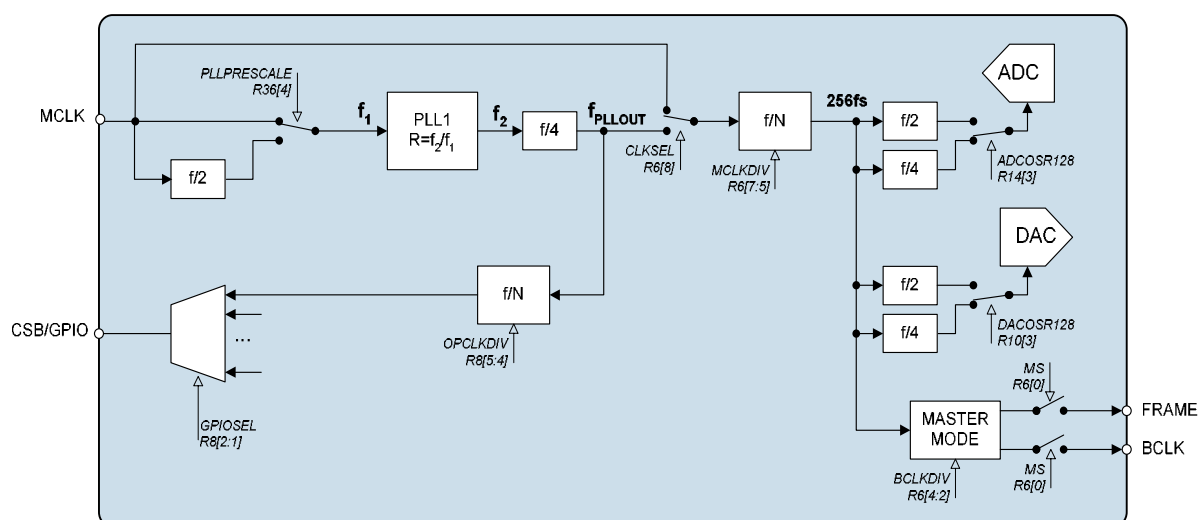 ADC
PLLPRESCALE
R36[4]
MCLK
f1
PLL1
R=f2/f1
f2
f/4
fPLLOUT
CLKSEL
R6[8]
f/N
MCLKDIV
R6[7:5]
256fs
f/2
f/4
ADCOSR128
R14[3]
f/2
DAC
f/2
f/4
DACOSR128
R10[3]
CSB/GPIO
...
GPIOSEL
R8[2:1]
f/N
OPCLKDIV
R8[5:4]
MS
R6[0]
MASTER
MODE
BCLKDIV
R6[4:2]
MS
R6[0]
FRAME
BCLK